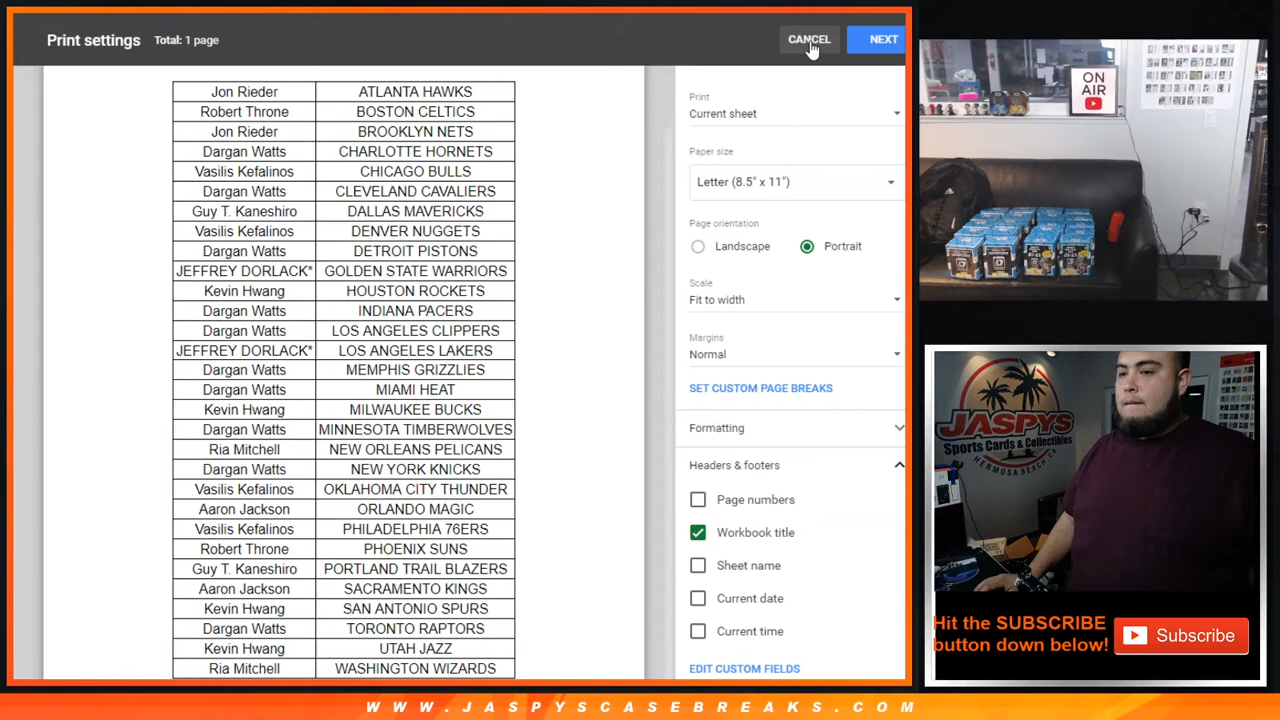 Print settings Total: 1 page
CANCEL NEXT
Jon Rieder ATLANTA HAWKS
Robert Throne BOSTON CELTICS
Jon Rieder BROOKLYN NETS
Dargan Watts CHARLOTTE HORNETS
Vasilis Kefalinos CHICAGO BULLS
Dargan Watts CLEVELAND CAVALIERS
Guy T. Kaneshiro DALLAS MAVERICKS
Vasilis Kefalinos DENVER NUGGETS
Dargan Watts DETROIT PISTONS
JEFFREY DORLACK* GOLDEN STATE WARRIORS
Kevin Hwang HOUSTON ROCKETS
Dargan Watts INDIANA PACERS
Dargan Watts LOS ANGELES CLIPPERS
JEFFREY DORLACK* LOS ANGELES LAKERS
Dargan Watts MEMPHIS GRIZZLIES
Dargan Watts MIAMI HEAT
Kevin Hwang MILWAUKEE BUCKS
Dargan Watts MINNESOTA TIMBERWOLVES
Ria Mitchell NEW ORLEANS PELICANS
Dargan Watts NEW YORK KNICKS
Vasilis Kefalinos OKLAHOMA CITY THUNDER
Aaron Jackson ORLANDO MAGIC
Vasilis Kefalinos PHILADELPHIA 76ERS
Robert Throne PHOENIX SUNS
Guy T. Kaneshiro PORTLAND TRAIL BLAZERS
Aaron Jackson SACRAMENTO KINGS
Kevin Hwang SAN ANTONIO SPURS
Dargan Watts TORONTO RAPTORS
Kevin Hwang UTAH JAZZ
Ria Mitchell WASHINGTON WIZARDS
Print
Current sheet
Paper size
Letter (8.5" x 11")
Page orientation
Landscape Portrait
Scale
Fit to width
Margins
Normal
SET CUSTOM PAGE BREAKS
Formatting
Headers & footers
Page numbers
Workbook title
Sheet name
Current date
Current time
EDIT CUSTOM FIELDS
ON
AIR
JASPYS
Sports Cards & Collectibles
HERMOSA BEACH, CA
Hit the SUBSCRIBE
button down below!
Subscribe
WWW.JASPYSCASEBREAKS.COM